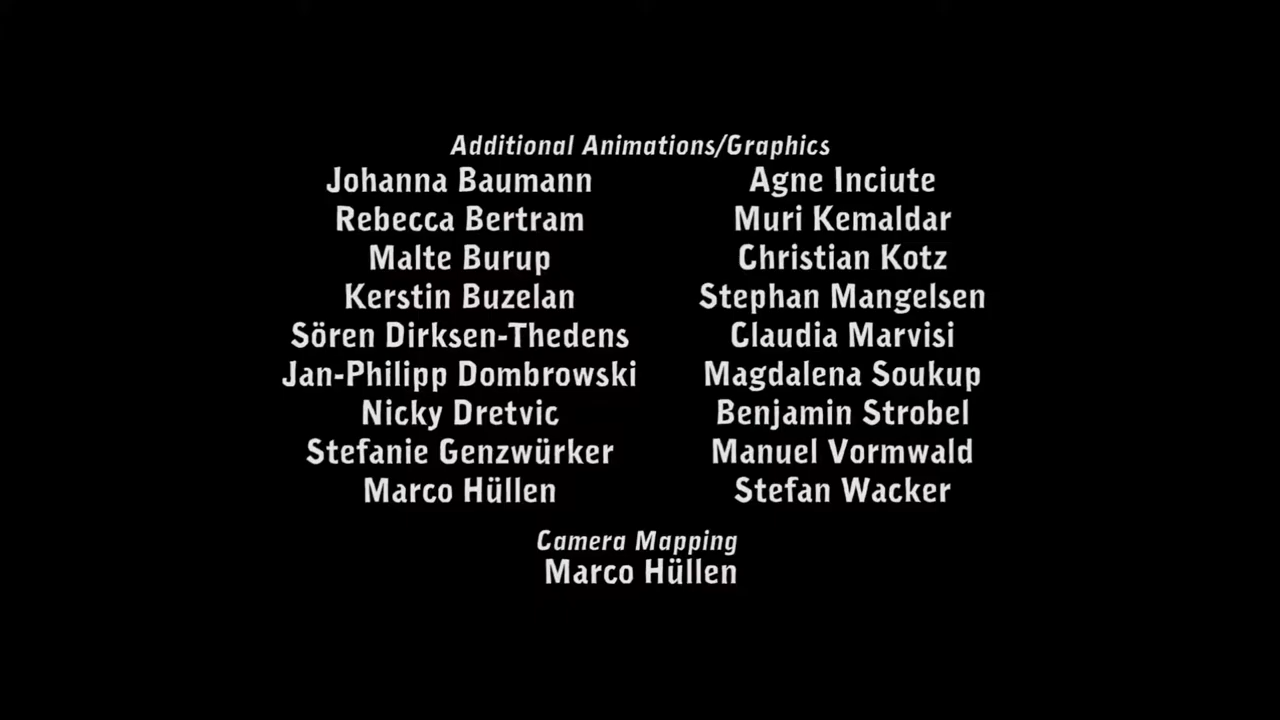 Additional Animations/Graphics
Johanna Baumann
Rebecca Bertram
Malte Burup
Kerstin Buzelan
Sören Dirksen-Thedens
Jan-Philipp Dombrowski
Nicky Dretvic
Stefanie Genzwürker
Marco Hüllen
Agne Inciute
Muri Kemaldar
Christian Kotz
Stephan Mangelsen
Claudia Marvisi
Magdalena Soukup
Benjamin Strobel
Manuel Vormwald
Stefan Wacker
Camera Mapping
Marco Hüllen